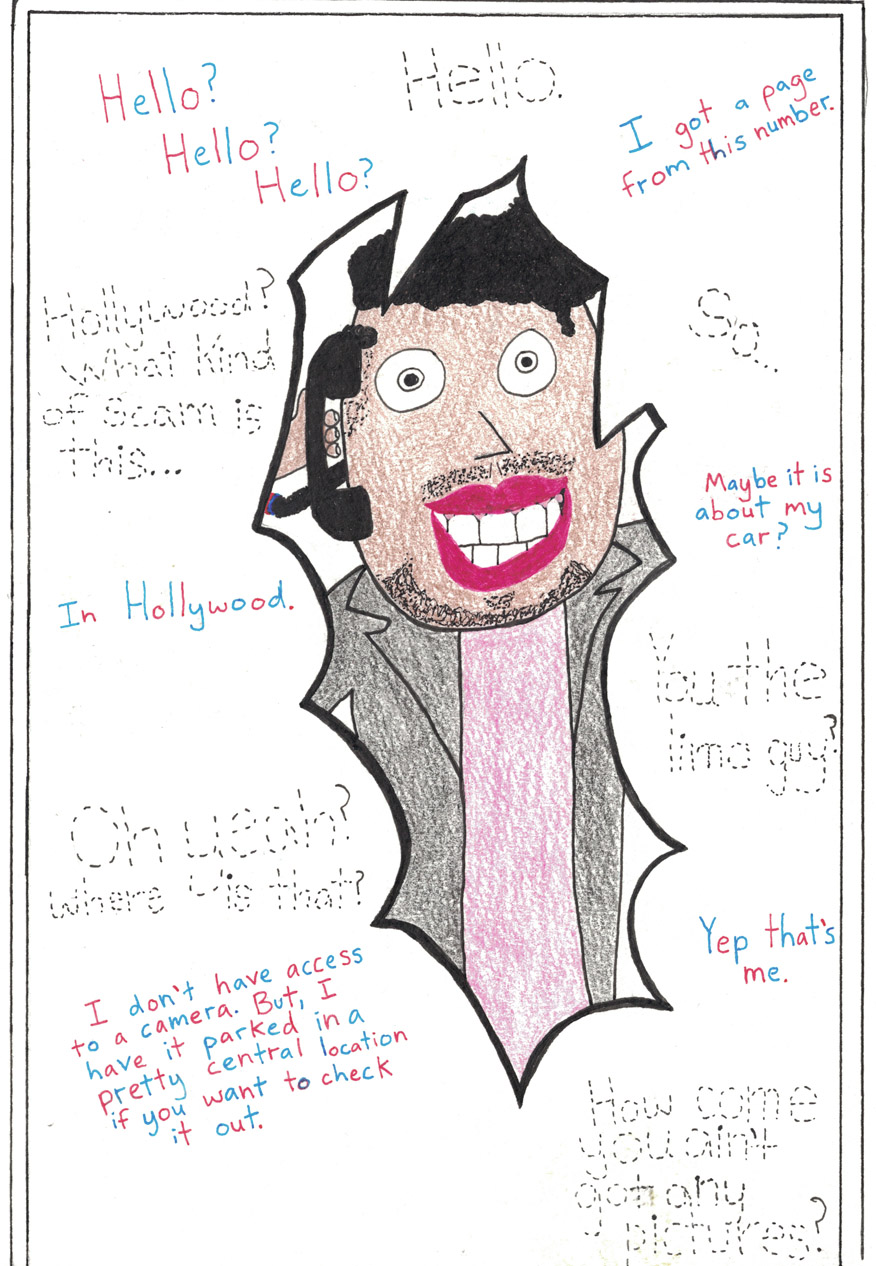 Hello?
Hello?
Hello?
Hello.
I got a page
from this number.
So...
Maybe it is
about my
car?
You the
limo guy?
Yep that's
me.
How come
you ain't
got any
pictures?
I don't have access
to a camera. But, I
have it parked in a
pretty central location
if you want to check
it out.
Oh yeah?
where is that?
In Hollywood.
Hollywood?
What kind
of scam is
this...